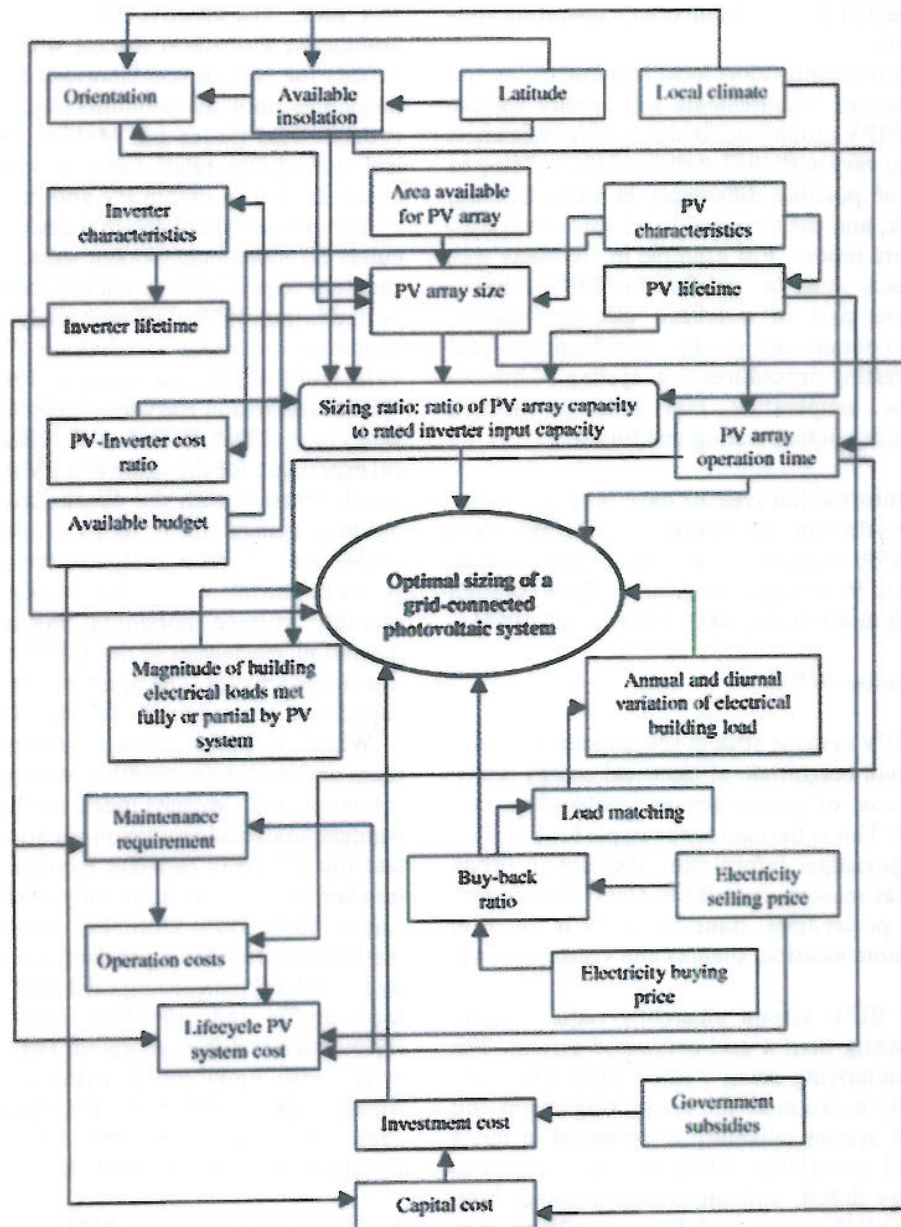 Orientation
Available
insolation
Latitude
Local climate
Inverter
characteristics
Area available
for PV array
PV
characteristics
PV array size
PV lifetime
Inverter lifetime
Sizing ratio: ratio of PV array capacity
to rated inverter input capacity
PV-Inverter cost
ratio
PV array
operation time
Available budget
Optimal sizing of a
grid-connected
photovoltaic system
Magnitude of building
electrical loads met
fully or partial by PV
system
Annual and diurnal
variation of electrical
building load
Maintenance
requirement
Load matching
Buy-back
ratio
Electricity
selling price
Operation costs
Electricity buying
price
Lifecycle PV
system cost
Investment cost
Government
subsidies
Capital cost